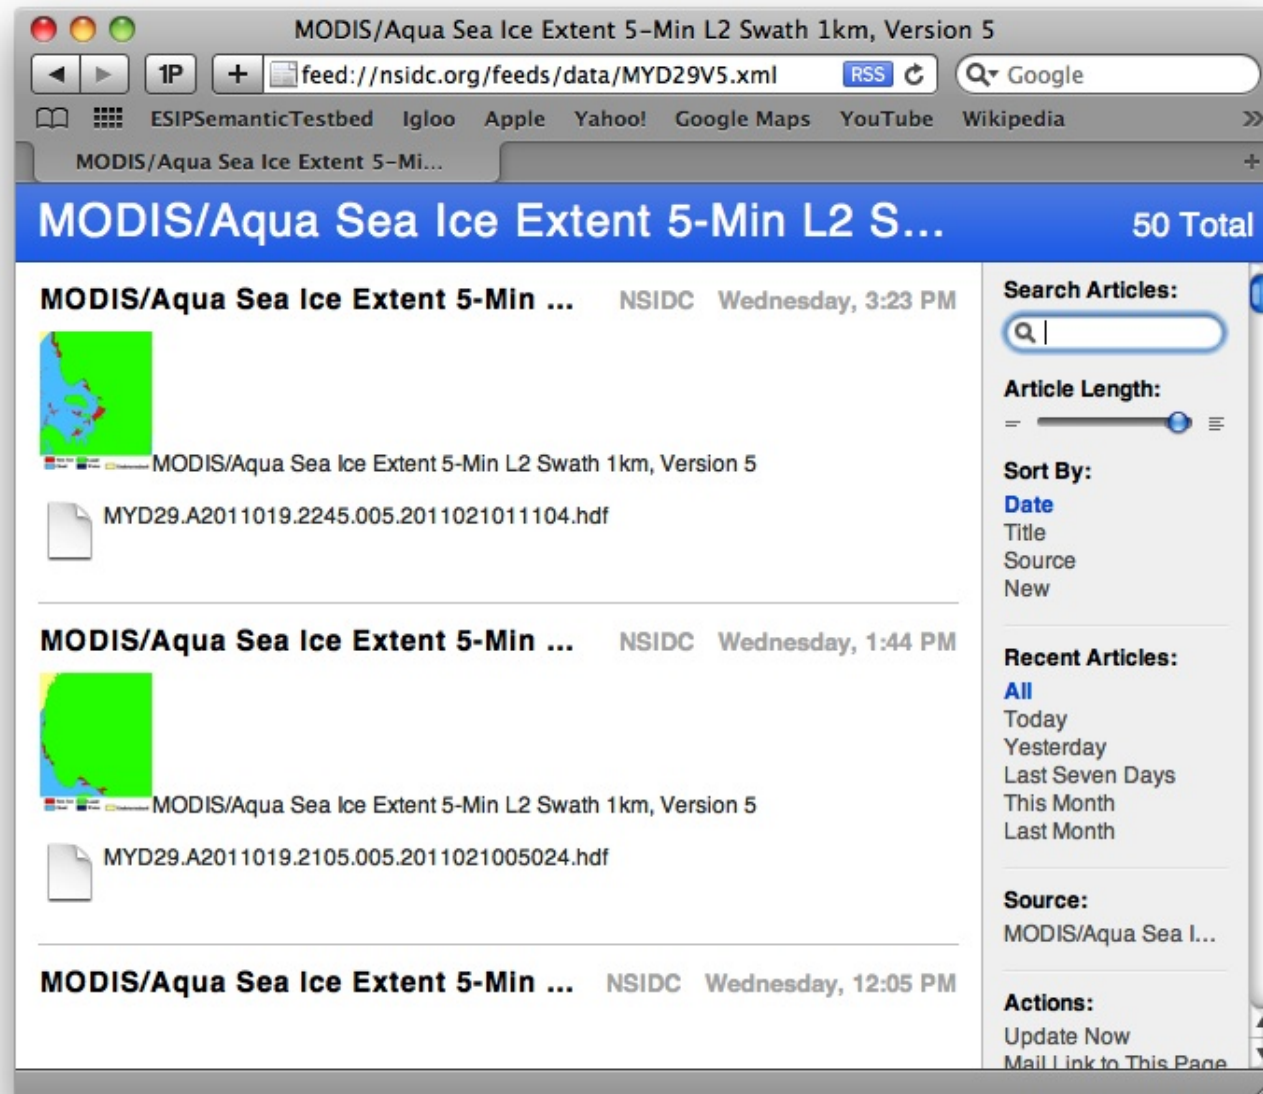 MODIS/Aqua Sea Ice Extent 5-Min L2 Swath 1km, Version 5
1P + feed://nsidc.org/feeds/data/MYD29V5.xml RSS Google
ESIPSemanticTestbed Igloo Apple Yahoo! Google Maps YouTube Wikipedia »
MODIS/Aqua Sea Ice Extent 5-Mi... +
MODIS/Aqua Sea Ice Extent 5-Min L2 S... 50 Total
MODIS/Aqua Sea Ice Extent 5-Min ... NSIDC Wednesday, 3:23 PM
MODIS/Aqua Sea Ice Extent 5-Min L2 Swath 1km, Version 5
MYD29.A2011019.2245.005.2011021011104.hdf
MODIS/Aqua Sea Ice Extent 5-Min ... NSIDC Wednesday, 1:44 PM
MODIS/Aqua Sea Ice Extent 5-Min L2 Swath 1km, Version 5
MYD29.A2011019.2105.005.2011021005024.hdf
MODIS/Aqua Sea Ice Extent 5-Min ... NSIDC Wednesday, 12:05 PM
Search Articles:
Article Length:
Sort By:
Date
Title
Source
New
Recent Articles:
All
Today
Yesterday
Last Seven Days
This Month
Last Month
Source:
MODIS/Aqua Sea I...
Actions:
Update Now
Mail Link to This Page